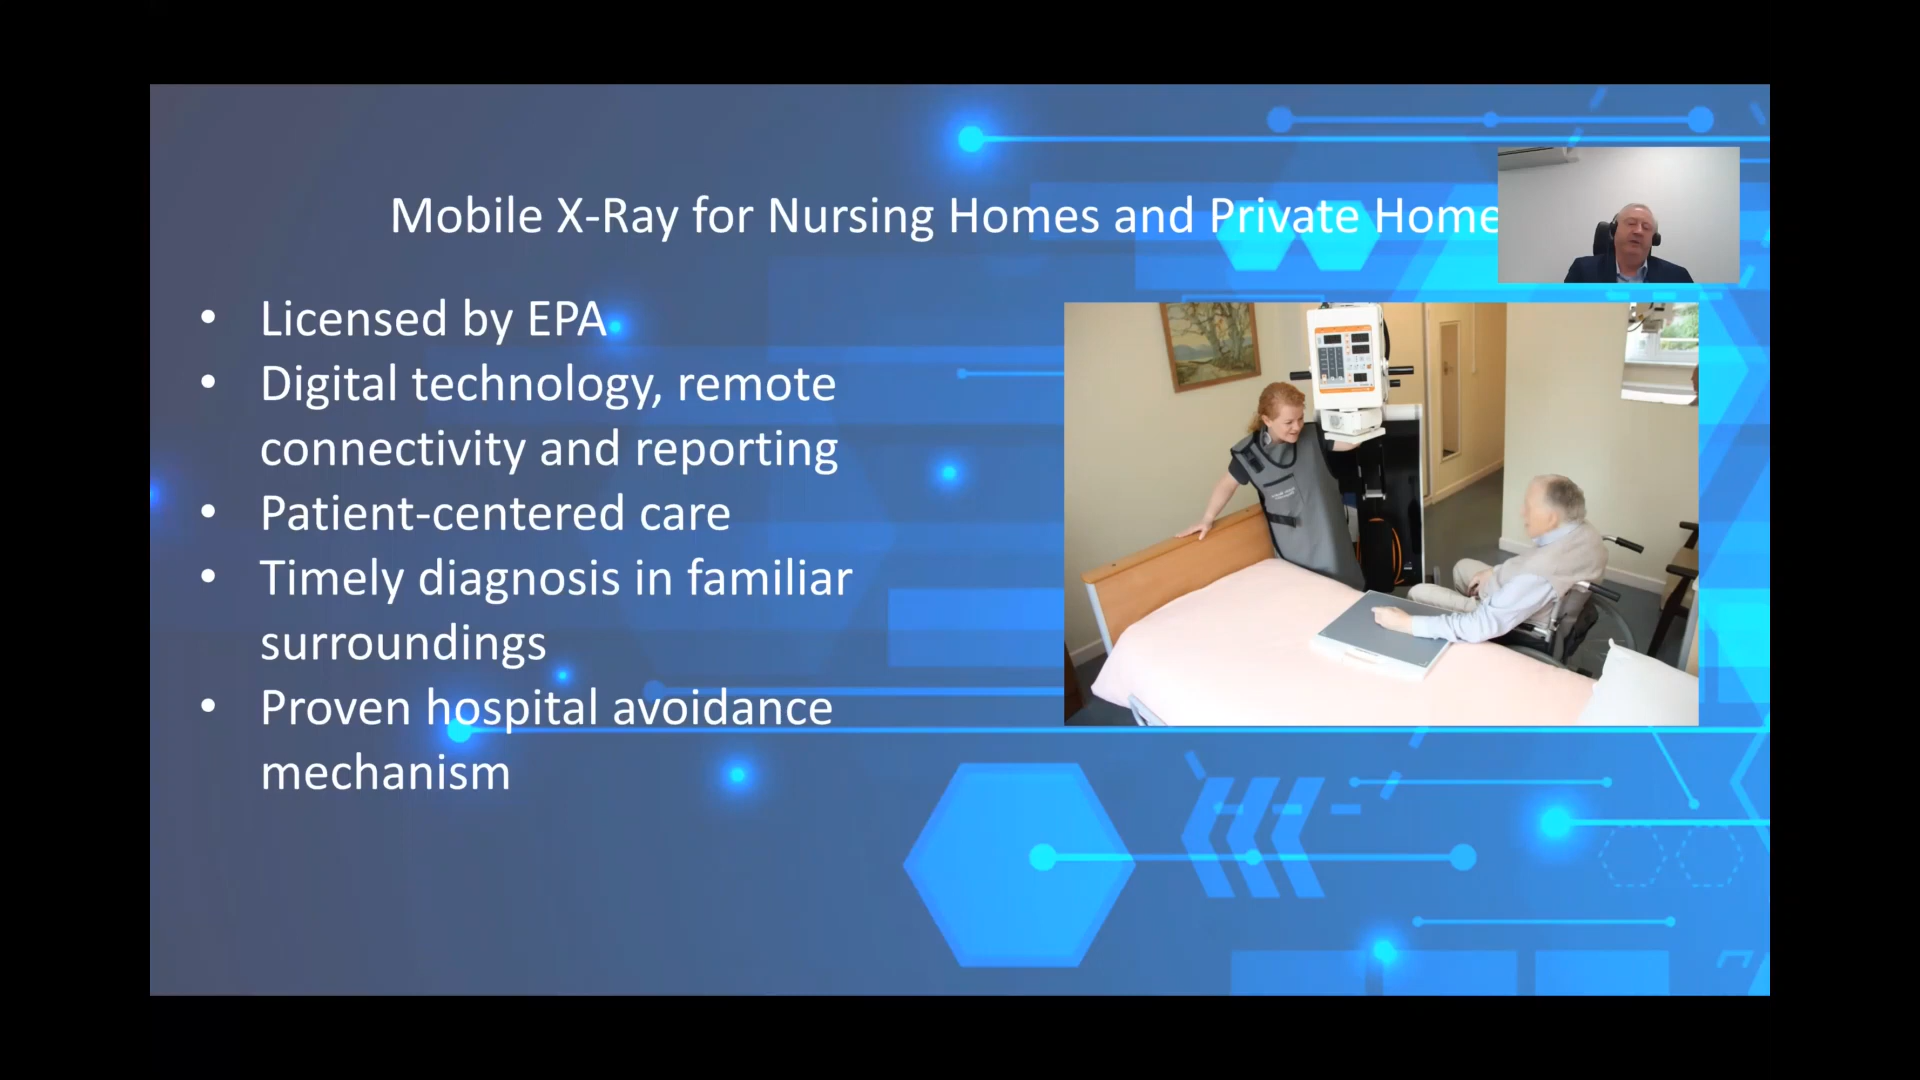 Mobile X-Ray for Nursing Homes and Private Home
• Licensed by EPA
• Digital technology, remote
connectivity and reporting
• Patient-centered care
• Timely diagnosis in familiar
surroundings
• Proven hospital avoidance
mechanism